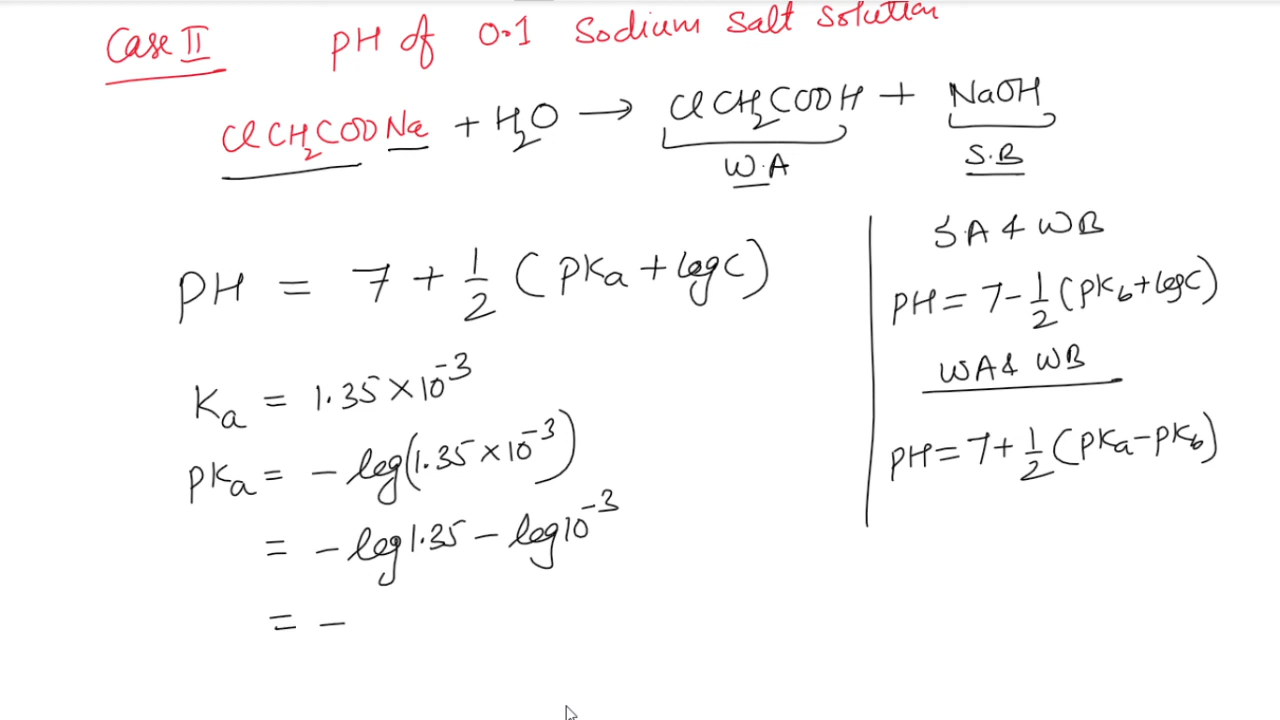 Case II PH of 0.1 Sodium Salt Solution
ClCH₂COONa + H₂O → ClCH₂COOH + NaOH
W.A S.B
PH = 7 + 1/2 (PKa + logC)
Ka = 1.35 × 10⁻³
PKa = - log(1.35 × 10⁻³)
= - log 1.35 - log 10⁻³
= -
SA & WB
PH = 7 - 1/2 (PKb + logC)
WA & WB
PH = 7 + 1/2 (PKa - PKb)